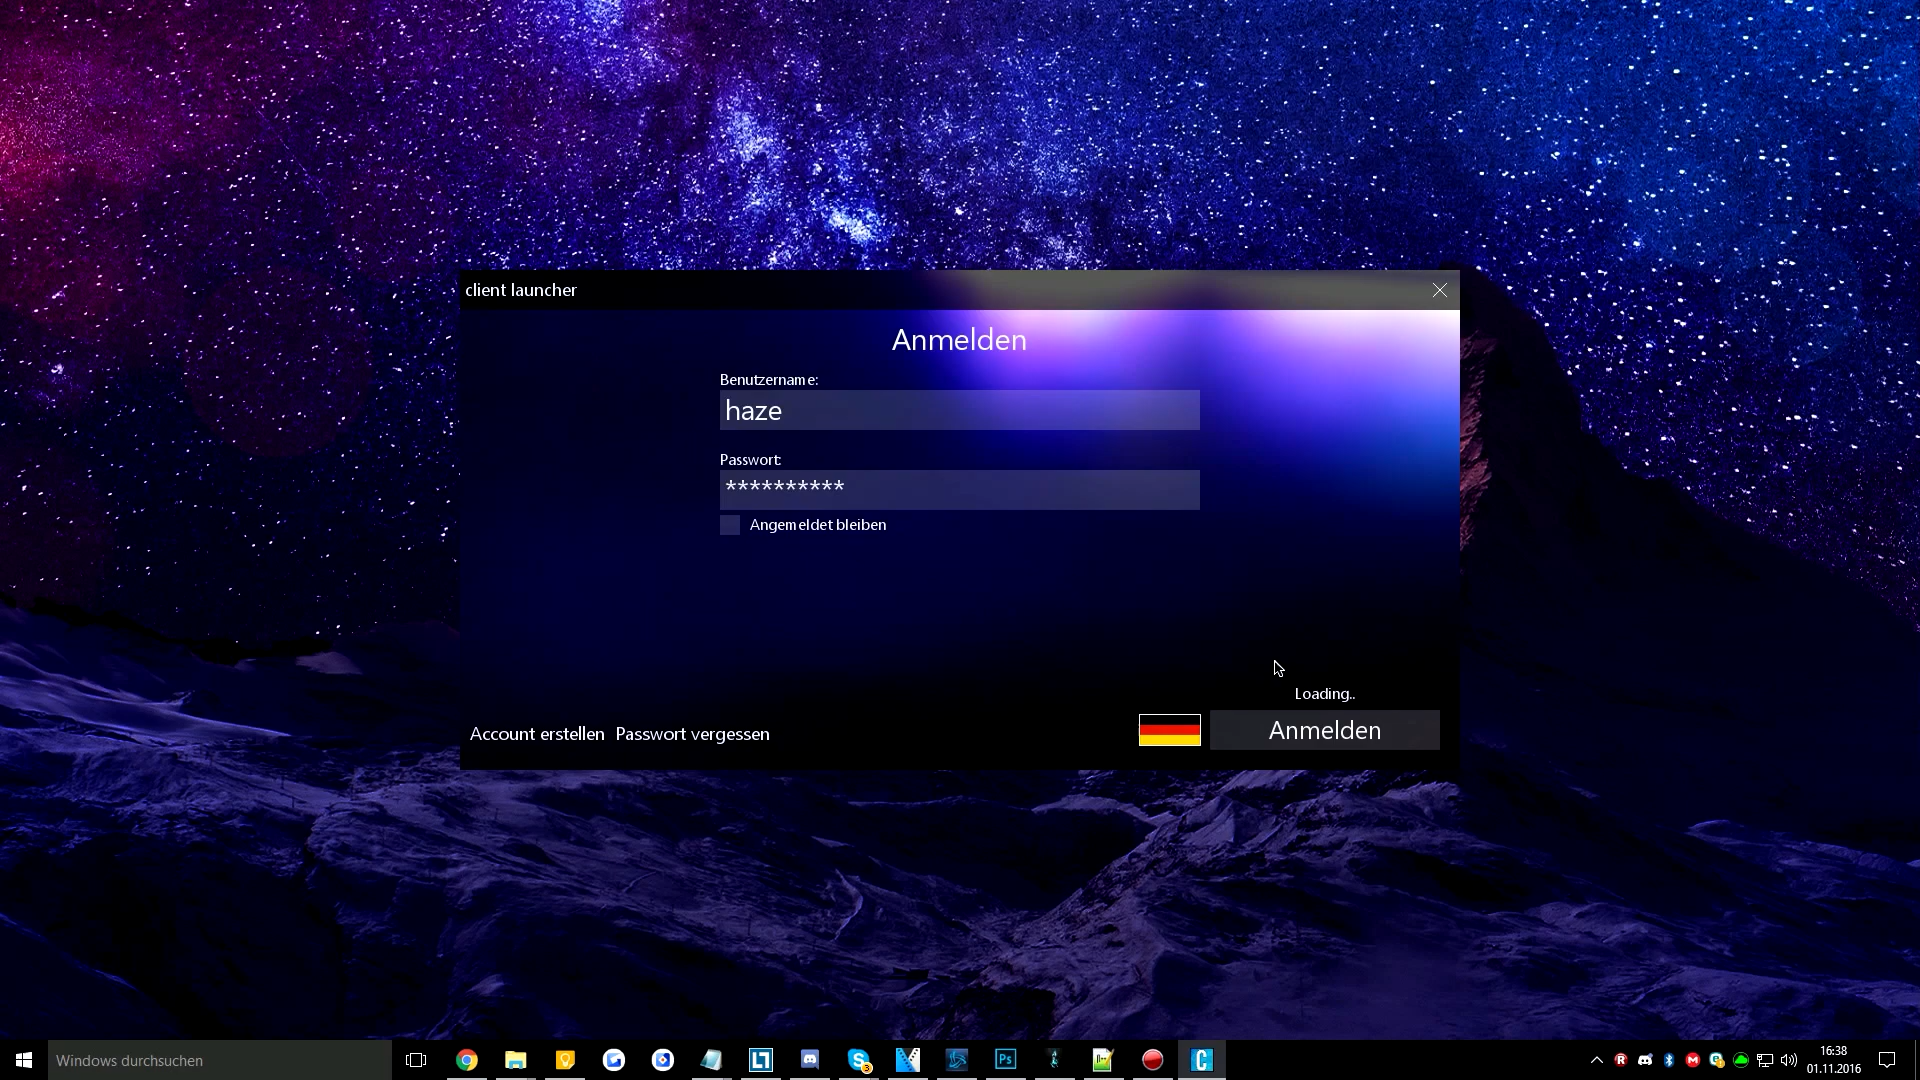 client launcher
Anmelden
Benutzername:
haze
Passwort:
**********
Angemeldet bleiben
Loading..
Account erstellen Passwort vergessen
Anmelden
Windows durchsuchen
16:38
01.11.2016